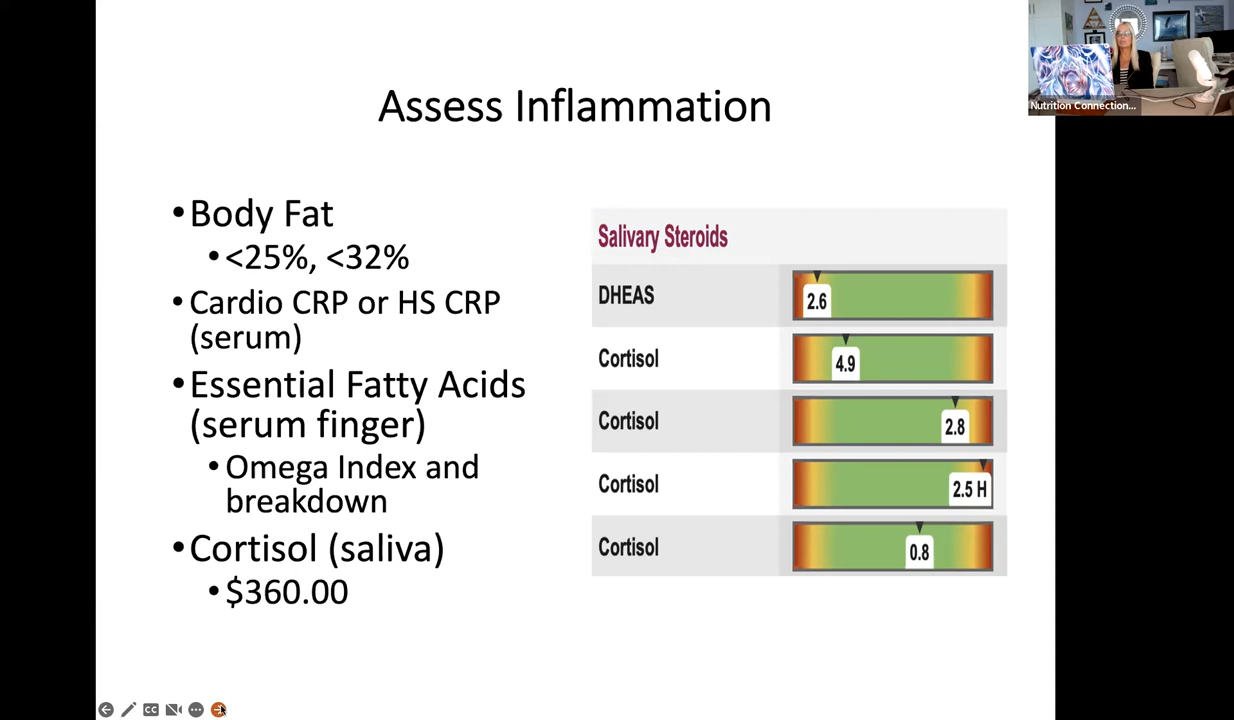 Assess Inflammation
•Body Fat
•<25%, <32%
•Cardio CRP or HS CRP
(serum)
•Essential Fatty Acids
(serum finger)
•Omega Index and
breakdown
•Cortisol (saliva)
•$360.00
Salivary Steroids
DHEAS 2.6
Cortisol 4.9
Cortisol 2.8
Cortisol 2.5 H
Cortisol 0.8
Nutrition Connection...
CC